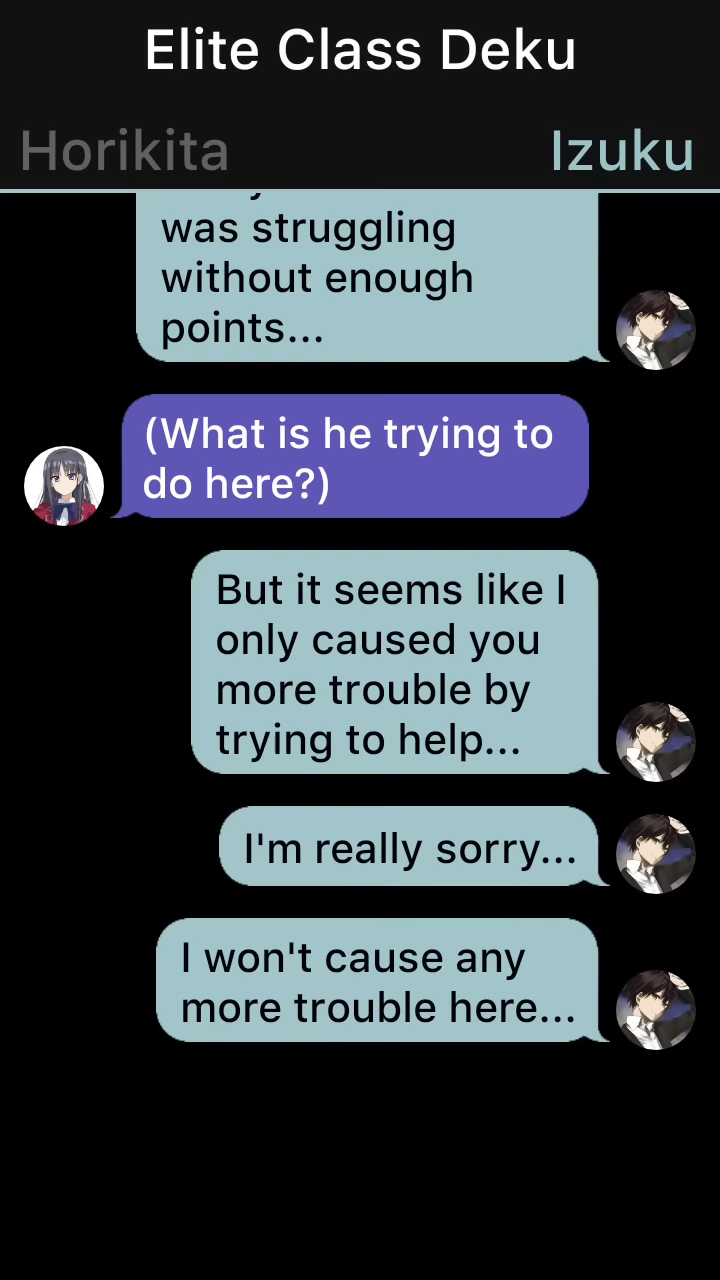 Elite Class Deku
Horikita
Izuku
was struggling
without enough
points...
(What is he trying to
do here?)
But it seems like I
only caused you
more trouble by
trying to help...
I'm really sorry...
I won't cause any
more trouble here...